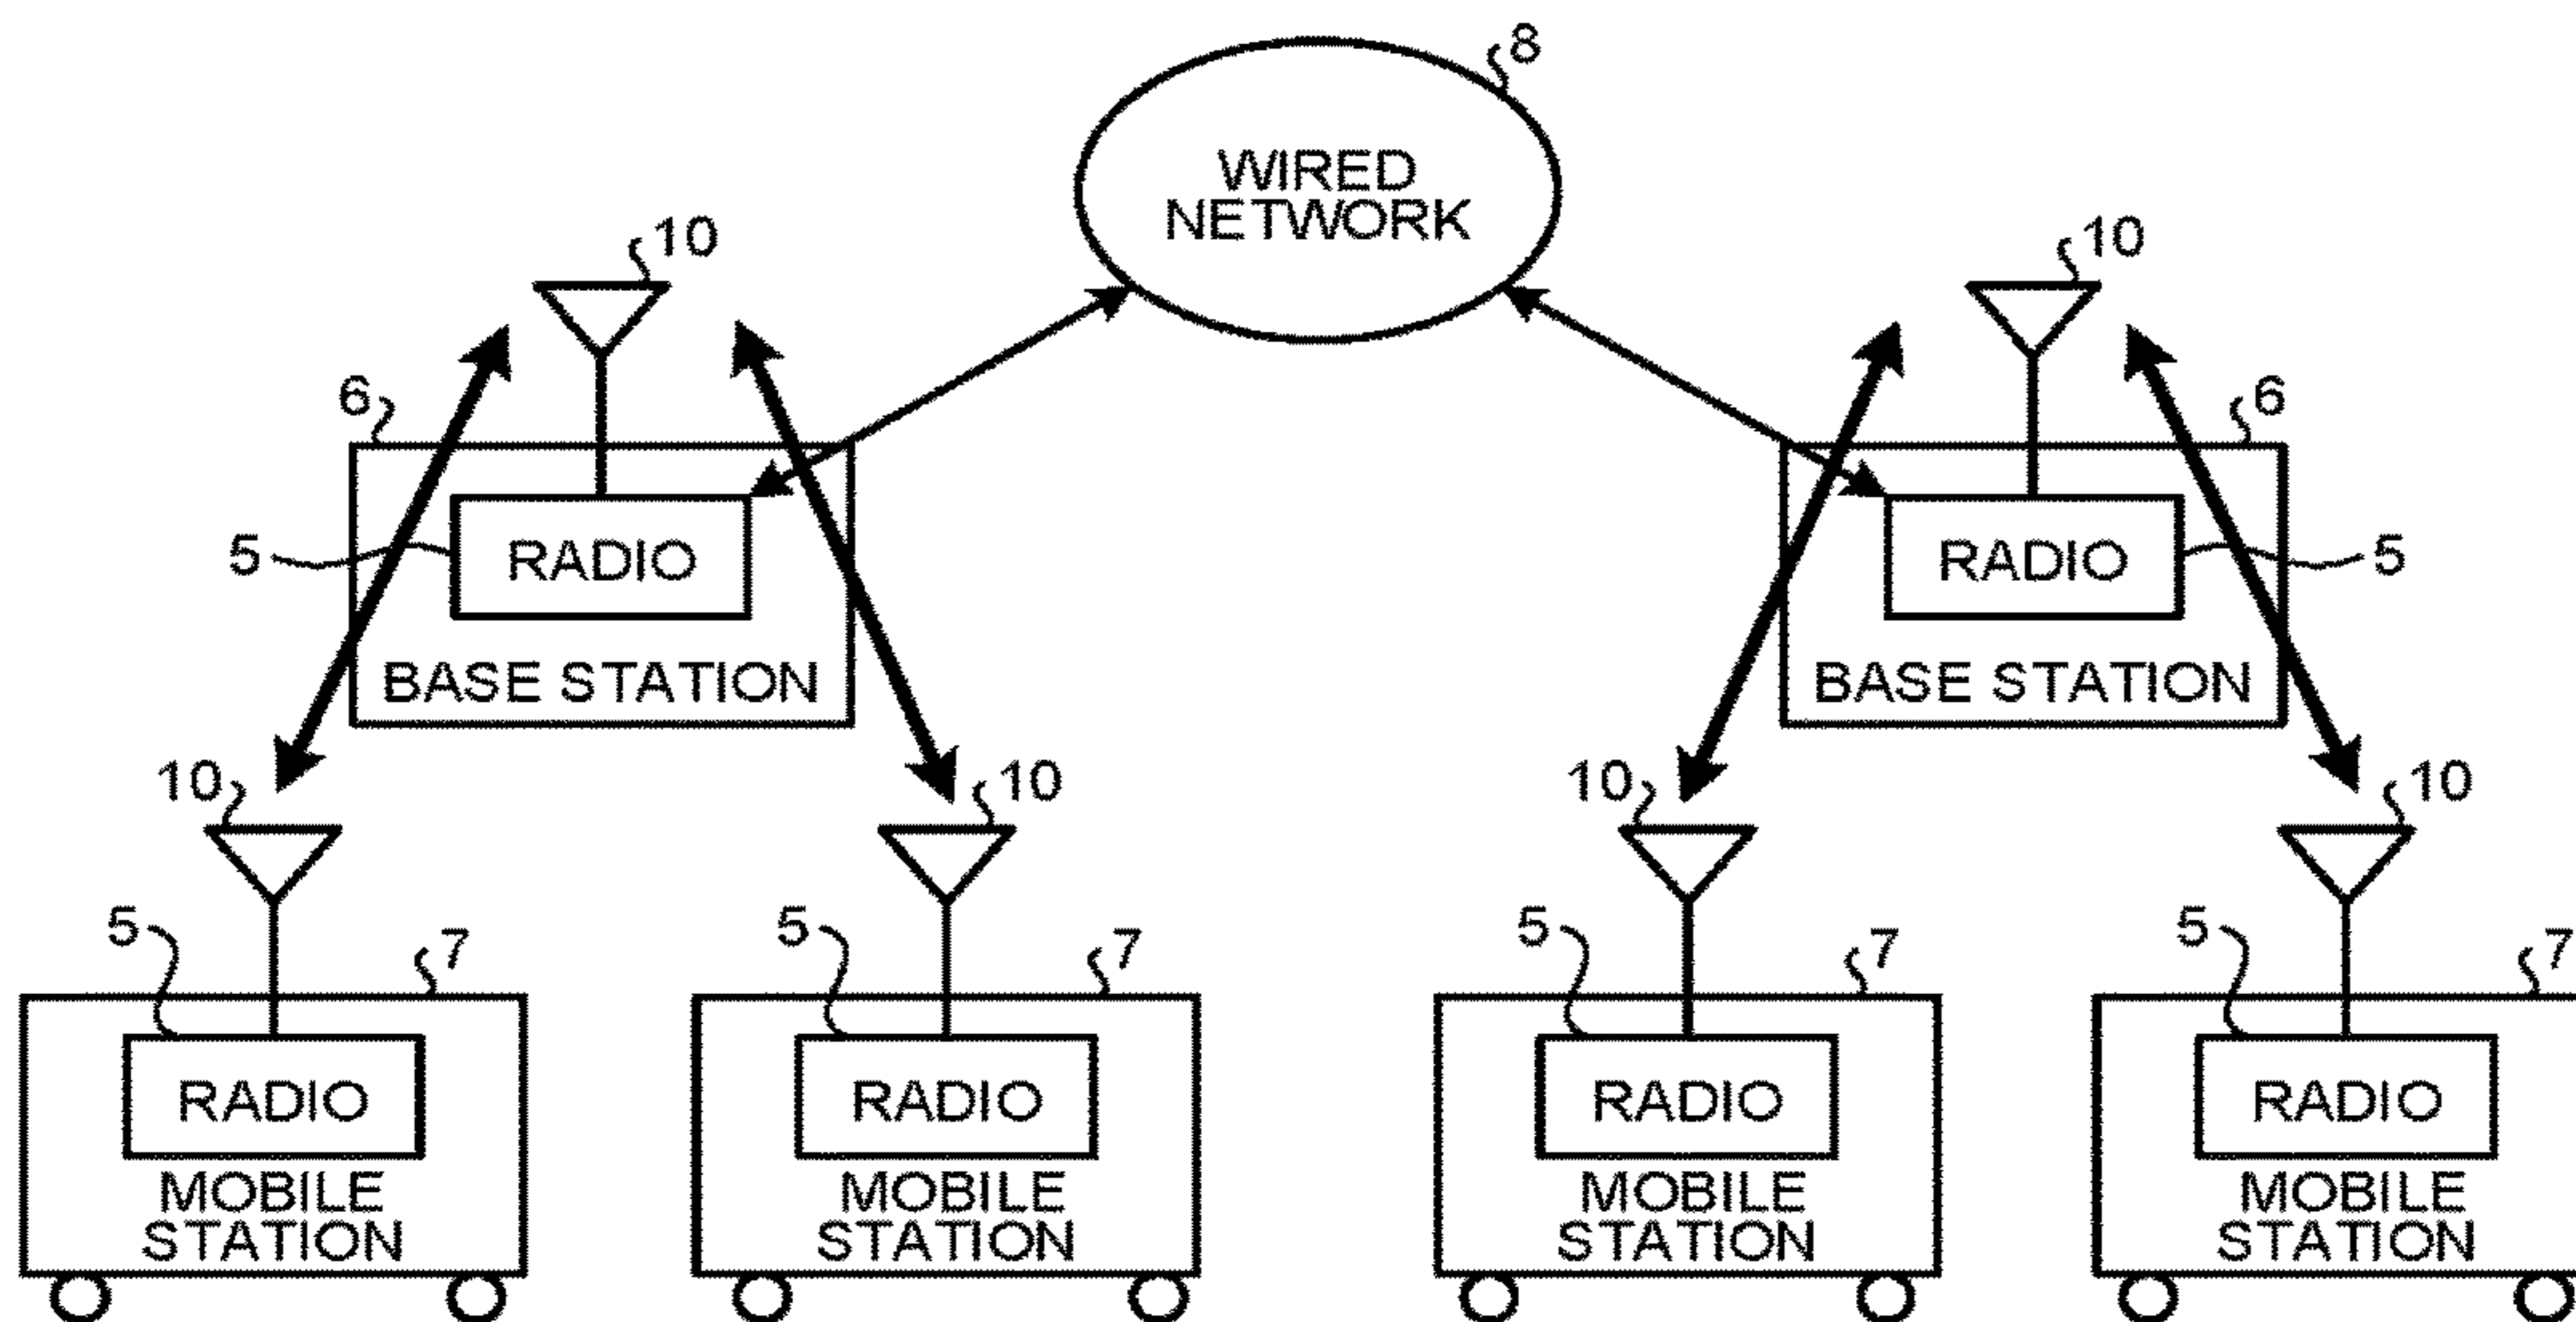 8
WIRED
NETWORK
10
10
6
6
5
RADIO
RADIO
5
BASE STATION
BASE STATION
10
10
10
10
5
7
5
7
5
7
5
7
RADIO
RADIO
RADIO
RADIO
MOBILE
STATION
MOBILE
STATION
MOBILE
STATION
MOBILE
STATION